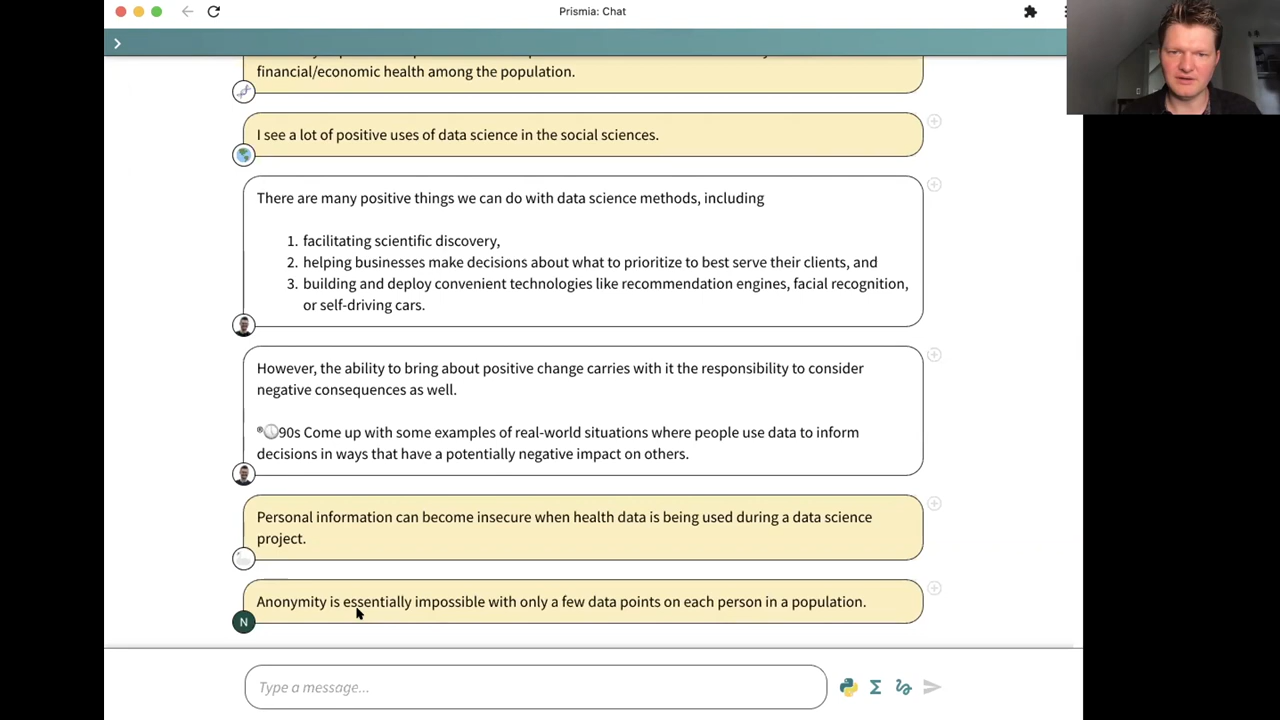 Prismia: Chat
financial/economic health among the population.
I see a lot of positive uses of data science in the social sciences.
There are many positive things we can do with data science methods, including
1. facilitating scientific discovery,
2. helping businesses make decisions about what to prioritize to best serve their clients, and
3. building and deploy convenient technologies like recommendation engines, facial recognition,
or self-driving cars.
However, the ability to bring about positive change carries with it the responsibility to consider
negative consequences as well.
90s Come up with some examples of real-world situations where people use data to inform
decisions in ways that have a potentially negative impact on others.
Personal information can become insecure when health data is being used during a data science
project.
Anonymity is essentially impossible with only a few data points on each person in a population.
N
Type a message...
Σ